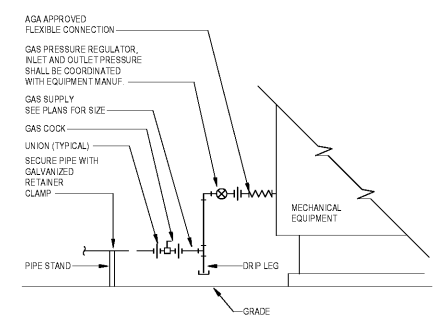 AGA APPROVED
FLEXIBLE CONNECTION
GAS PRESSURE REGULATOR,
INLET AND OUTLET PRESSURE
SHALL BE COORDINATED
WITH EQUIPMENT MANUF.
GAS SUPPLY
SEE PLANS FOR SIZE
GAS COCK
UNION (TYPICAL)
SECURE PIPE WITH
GALVANIZED
RETAINER
CLAMP
MECHANICAL
EQUIPMENT
PIPE STAND
DRIP LEG
GRADE